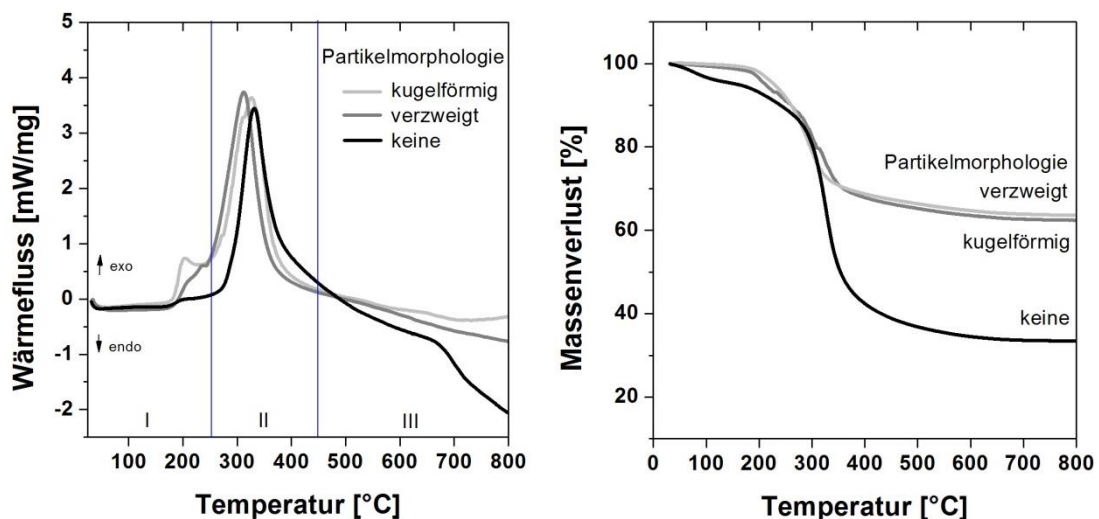 Wärmefluss [mW/mg]
5
4
3
2
1
0
-1
-2
Partikelmorphologie
kugelförmig
verzweigt
keine
exo
endo
I II III
100 200 300 400 500 600 700 800
Temperatur [°C]
Massenverlust [%]
100
80
60
40
20
Partikelmorphologie
verzweigt
kugelförmig
keine
0 100 200 300 400 500 600 700 800
Temperatur [°C]